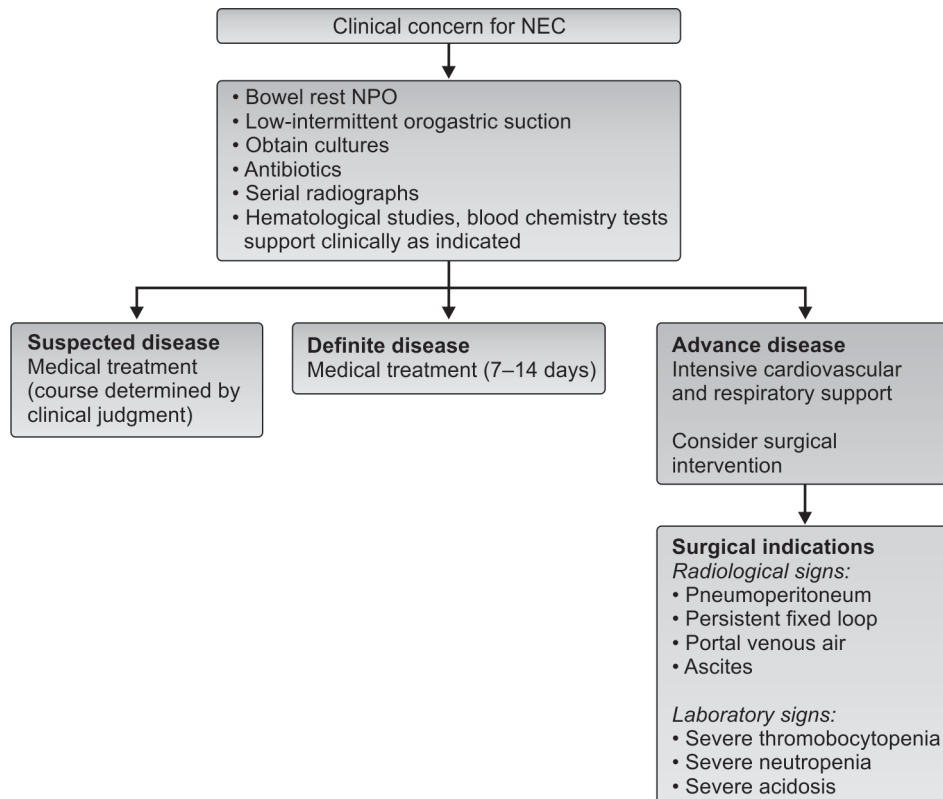 Clinical concern for NEC
• Bowel rest NPO
• Low-intermittent orogastric suction
• Obtain cultures
• Antibiotics
• Serial radiographs
• Hematological studies, blood chemistry tests
support clinically as indicated
Suspected disease
Medical treatment
(course determined by
clinical judgment)
Definite disease
Medical treatment (7–14 days)
Advance disease
Intensive cardiovascular
and respiratory support
Consider surgical
intervention
Surgical indications
Radiological signs:
• Pneumoperitoneum
• Persistent fixed loop
• Portal venous air
• Ascites
Laboratory signs:
• Severe thromobocytopenia
• Severe neutropenia
• Severe acidosis